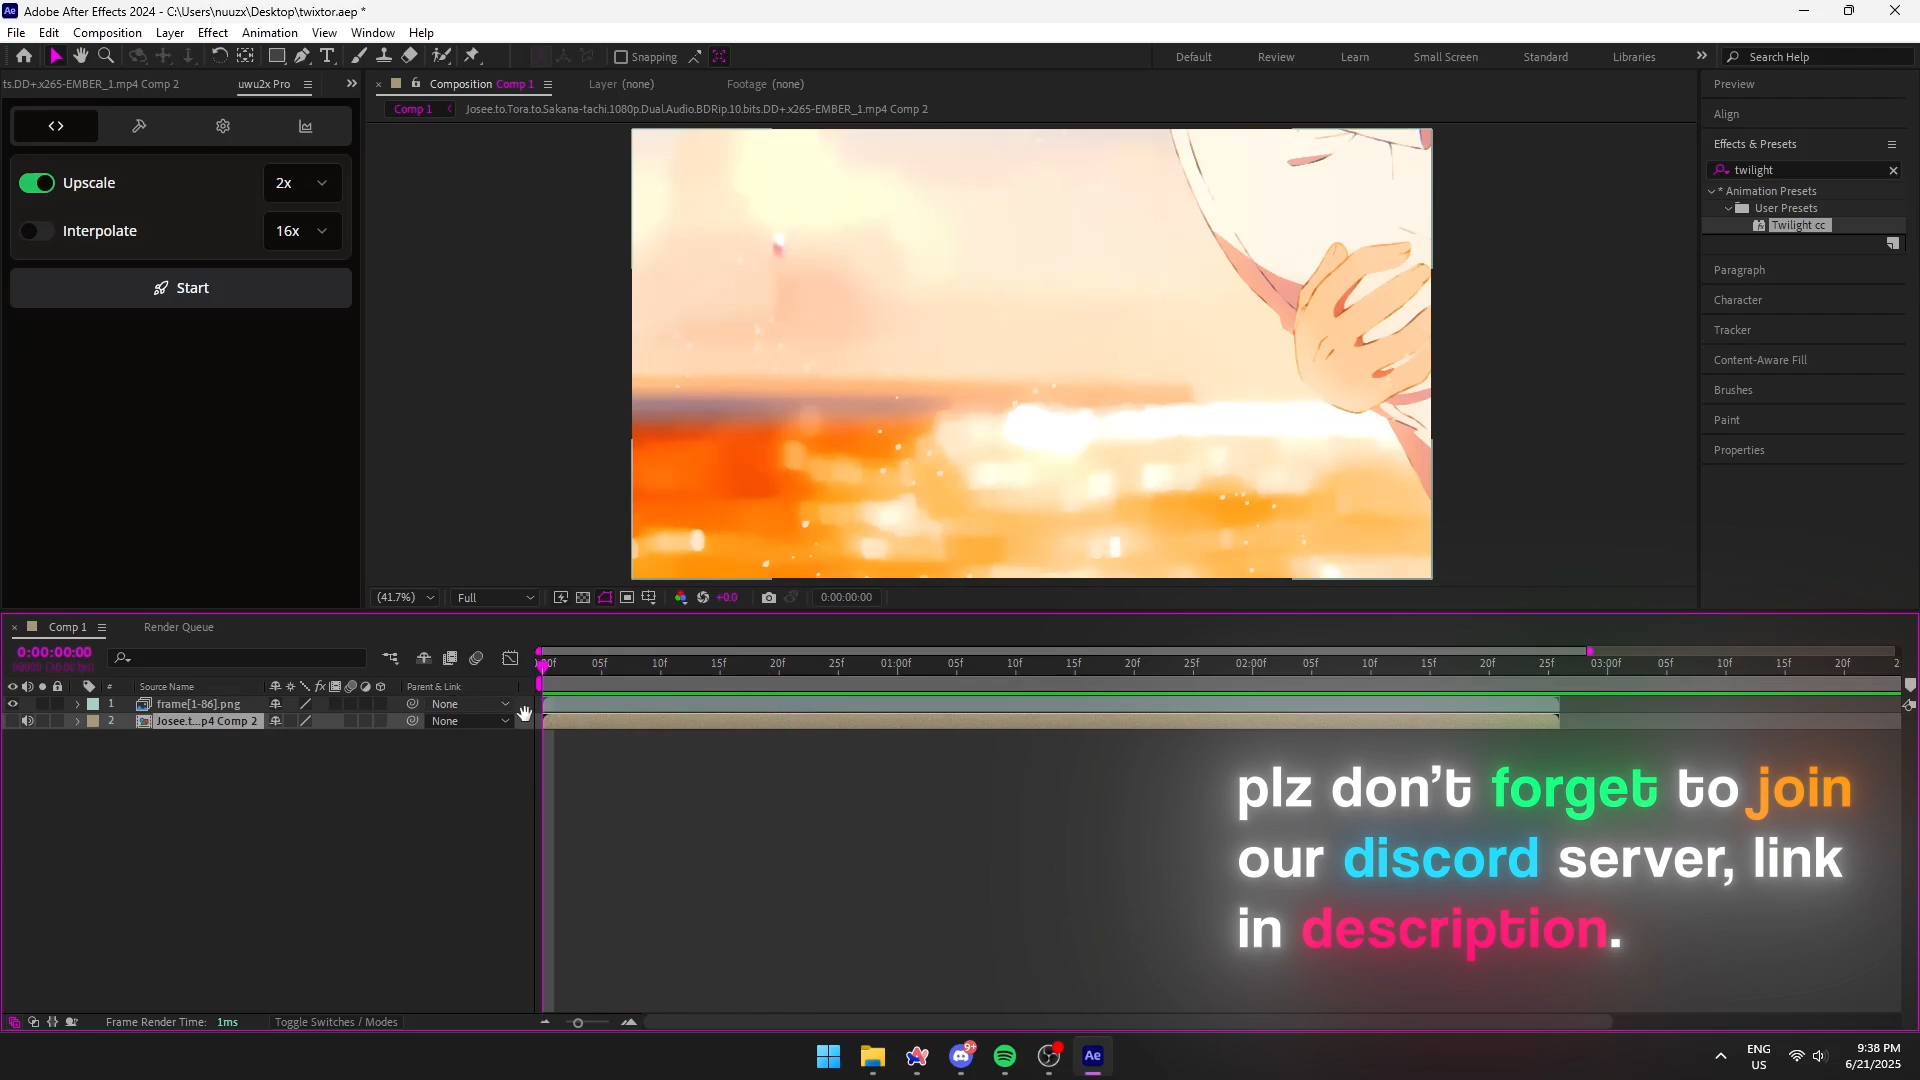 Adobe After Effects 2024 - C:\Users\nuuzx\Desktop\twixtor.aep *
File Edit Composition Layer Effect Animation View Window Help
Snapping Default Review Learn Small Screen Standard Libraries Search Help
ts.DD+.x265-EMBER_1.mp4 Comp 2 uwu2x Pro
Composition Comp 1 Layer (none) Footage (none)
Comp 1 Josee.to.Tora.to.Sakana-tachi.1080p.Dual.Audio.BDRip.10.bits.DD+.x265-EMBER_1.mp4 Comp 2
Upscale 2x
Interpolate 16x
Start
Preview
Align
Effects & Presets
twilight
* Animation Presets
User Presets
Twilight cc
Paragraph
Character
Tracker
Content-Aware Fill
Brushes
Paint
Properties
(41.7%) Full +0.0 0:00:00:00
Comp 1 Render Queue
0:00:00:00
05f 10f 15f 20f 25f 01:00f 05f 10f 15f 20f 25f 02:00f 05f 10f 15f 20f 25f 03:00f 05f 10f 15f 20f
# Source Name fx Parent & Link
1 frame[1-86].png None
2 Josee.t...p4 Comp 2 None
plz don't forget to join
our discord server, link
in description.
Frame Render Time: 1ms Toggle Switches / Modes
9+
Ae
ENG
US
9:38 PM
6/21/2025